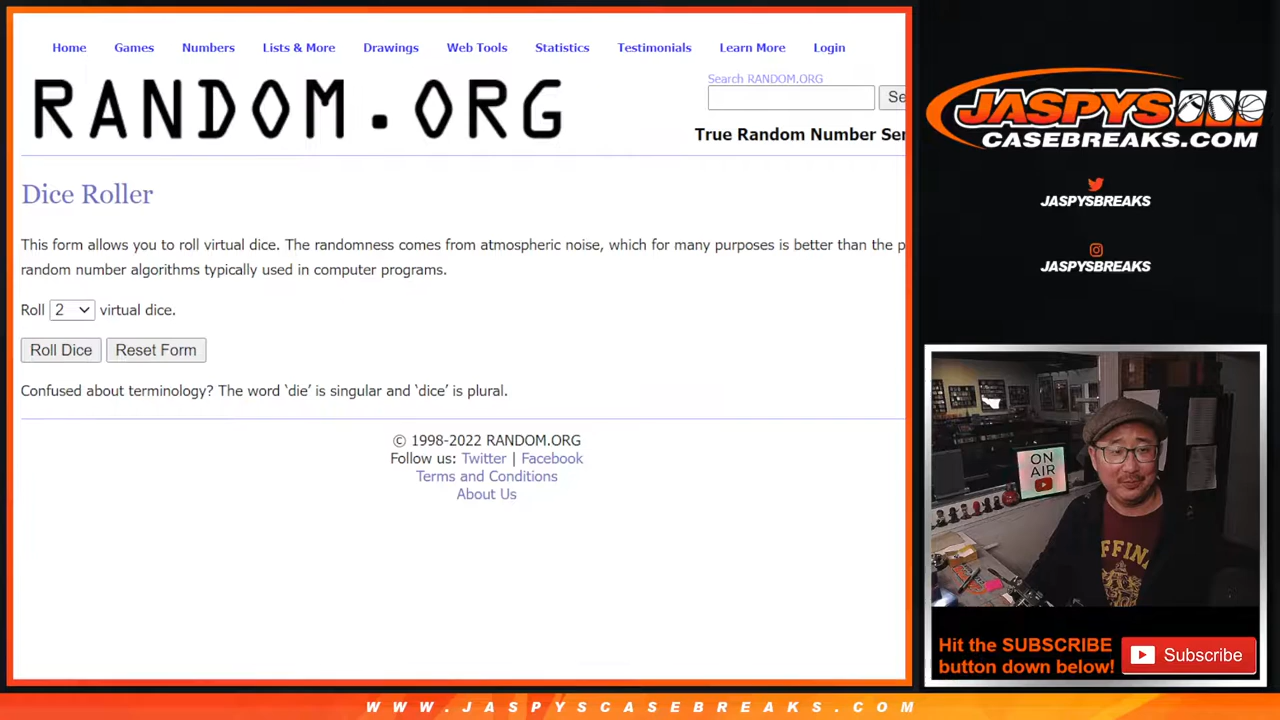 Home Games Numbers Lists & More Drawings Web Tools Statistics Testimonials Learn More Login
RANDOM.ORG
Search RANDOM.ORG
Se
True Random Number Ser
Dice Roller
This form allows you to roll virtual dice. The randomness comes from atmospheric noise, which for many purposes is better than the p
random number algorithms typically used in computer programs.
Roll 2 virtual dice.
Roll Dice Reset Form
Confused about terminology? The word ‘die’ is singular and ‘dice’ is plural.
© 1998-2022 RANDOM.ORG
Follow us: Twitter | Facebook
Terms and Conditions
About Us
JASPYS
CASEBREAKS.COM
JASPYSBREAKS
JASPYSBREAKS
ON
AIR
FFIN
Hit the SUBSCRIBE
button down below!
Subscribe
WWW.JASPYSCASEBREAKS.COM